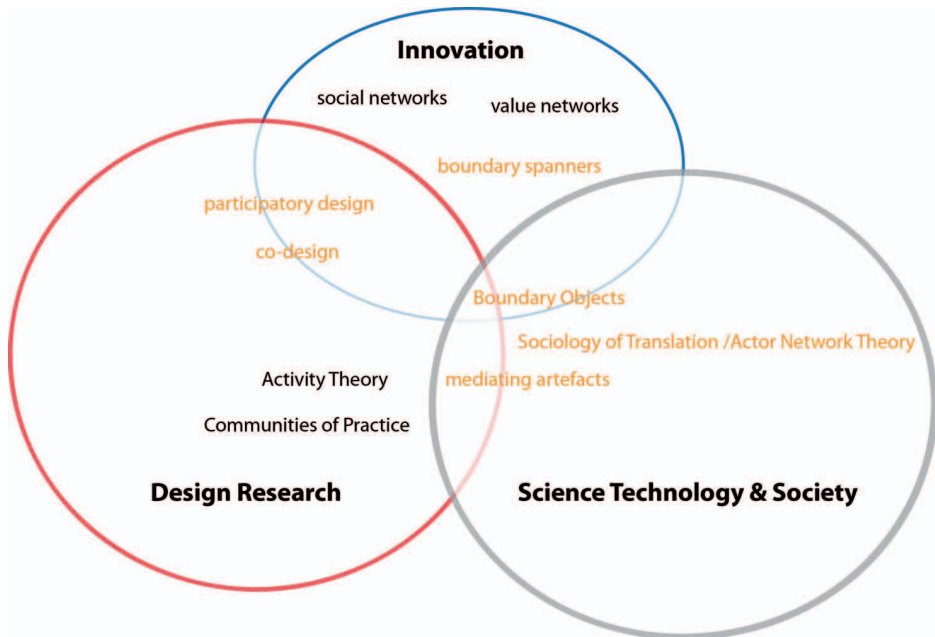 Innovation
social networks
value networks
boundary spanners
participatory design
co-design
Boundary Objects
Sociology of Translation /Actor Network Theory
Activity Theory
mediating artefacts
Communities of Practice
Design Research
Science Technology & Society